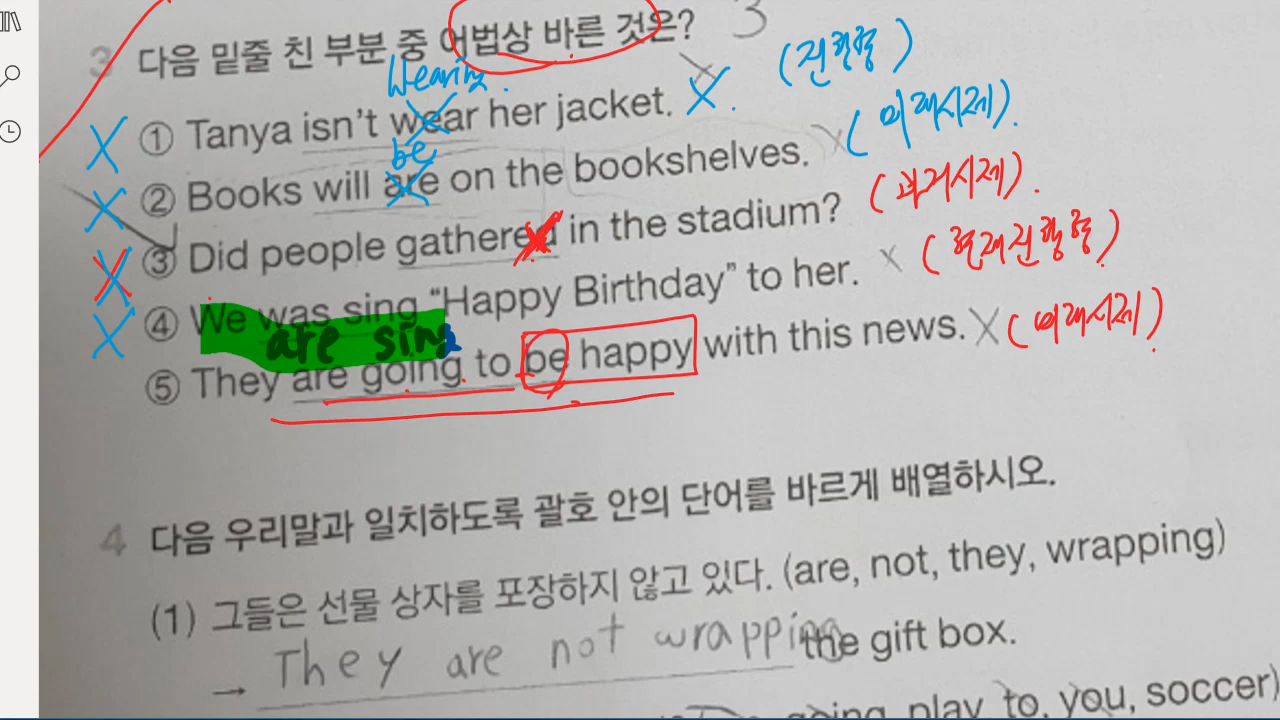 3 다음 밑줄 친 부분 중 어법상 바른 것은? 3
wearing
① Tanya isn't wear her jacket. (진행형)
be
② Books will are on the bookshelves. (미래시제)
③ Did people gathered in the stadium? (과거시제)
④ We was sing “Happy Birthday” to her. (현재진행형)
are sing
⑤ They are going to be happy with this news. (미래시제)
4 다음 우리말과 일치하도록 괄호 안의 단어를 바르게 배열하시오.
(1) 그들은 선물 상자를 포장하지 않고 있다. (are, not, they, wrapping)
→ They are not wrapping the gift box.
going, play, to, you, soccer)